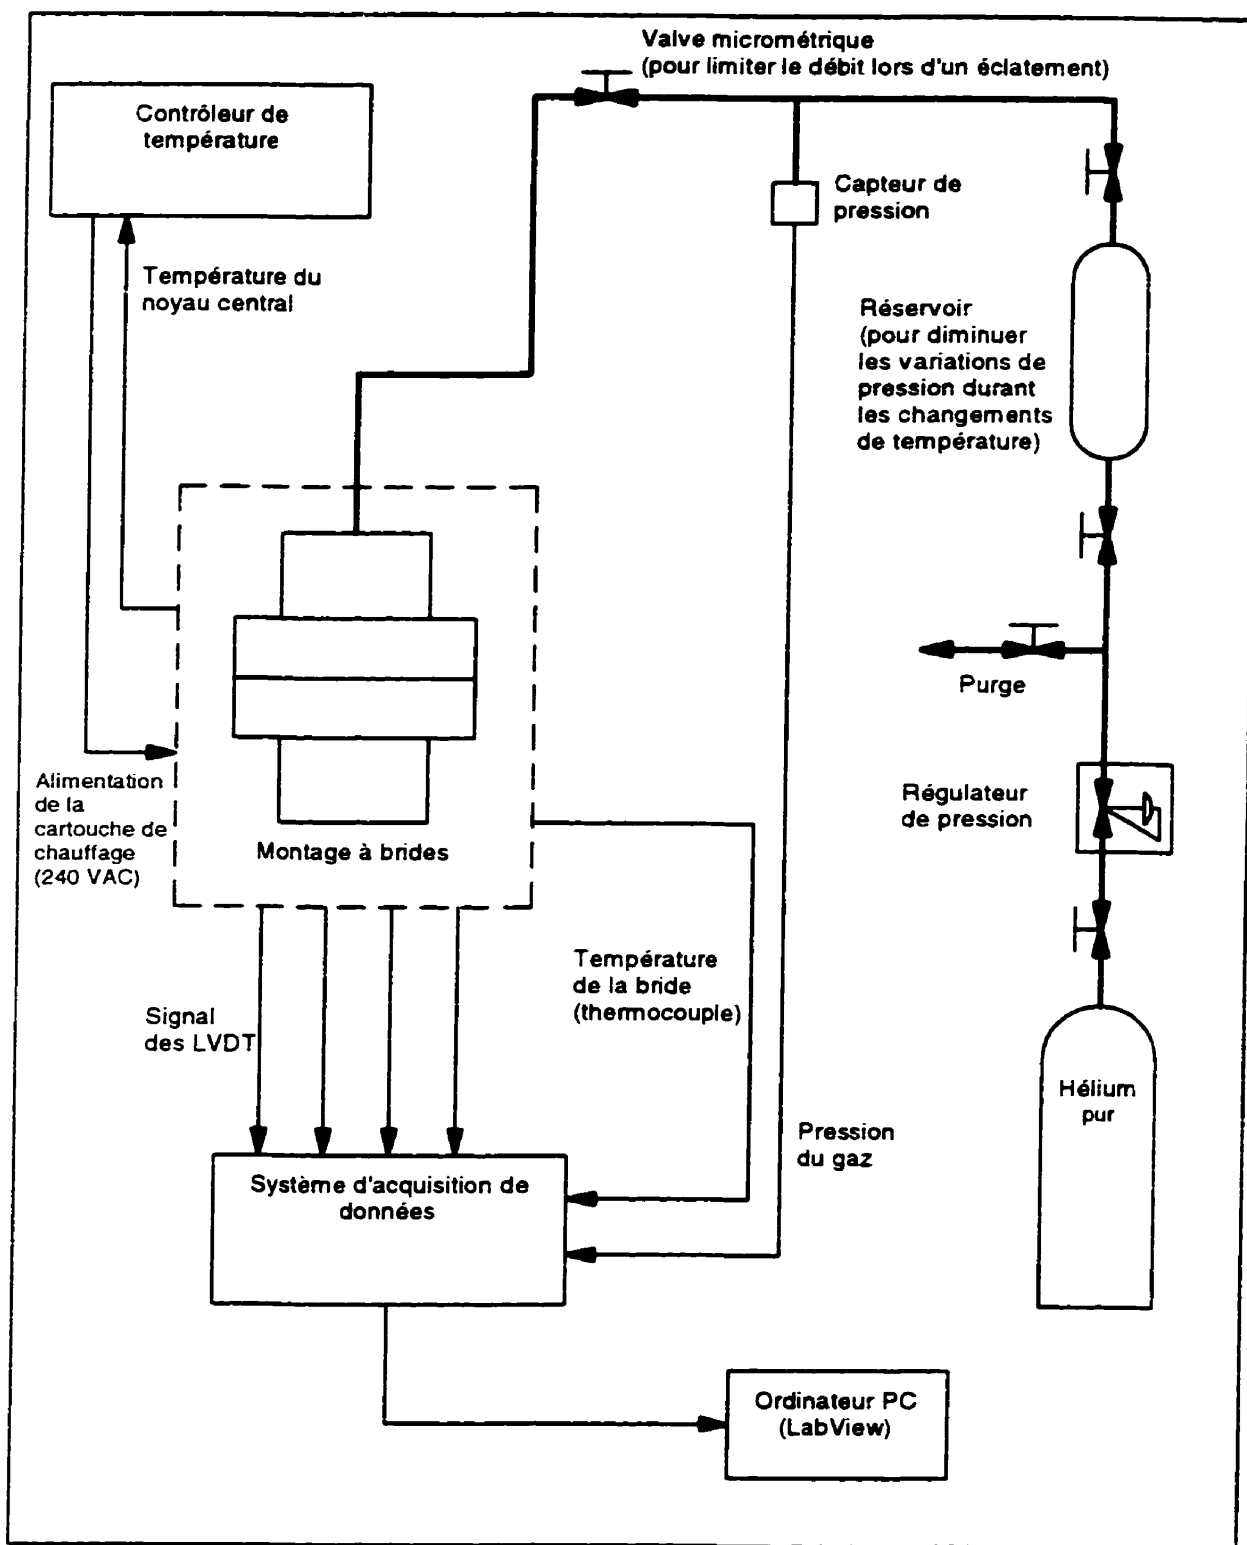 Valve micrométrique
(pour limiter le débit lors d'un éclatement)
Contrôleur de
température
Capteur de
pression
Température du
noyau central
Réservoir
(pour diminuer
les variations de
pression durant
les changements
de température)
Purge
Alimentation
de la
cartouche de
chauffage
(240 VAC)
Régulateur
de pression
Montage à brides
Température
de la bride
(thermocouple)
Signal
des LVDT
Hélium
pur
Pression
du gaz
Système d'acquisition de
données
Ordinateur PC
(LabView)